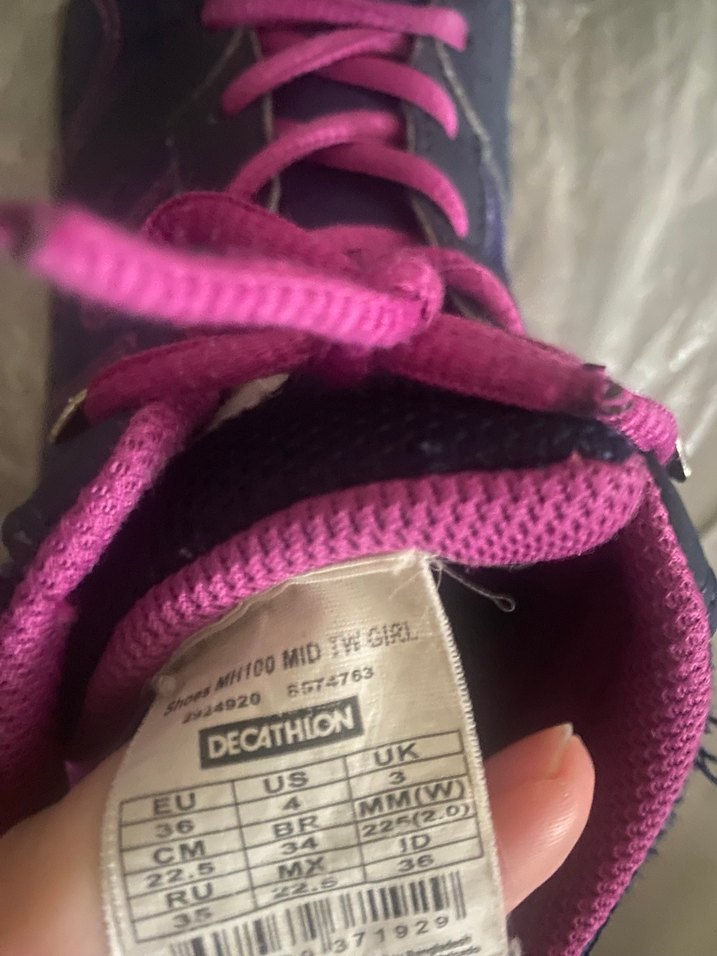 Shoes MH100 MID TW GIRL
2924920 8574763
DECATHLON
EU US UK
36 4 3
CM BR MM(W)
22.5 34 225(2.0)
RU MX ID
35 22.5 36
371929
Bangladesh